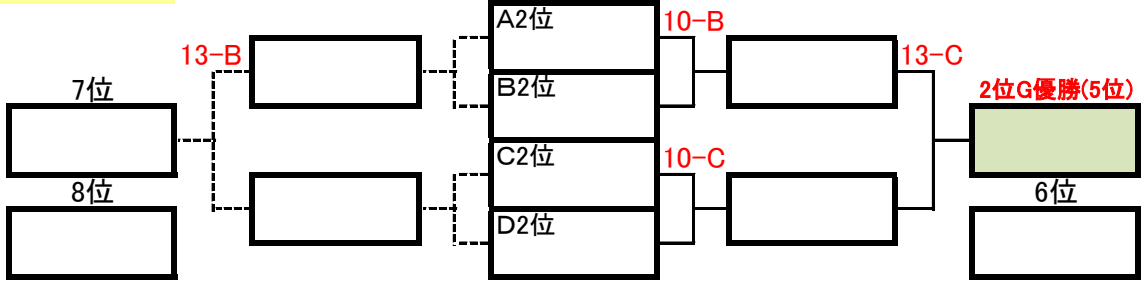 A2位
10-B
13-B
13-C
7位
B2位
2位G優勝(5位)
C2位
10-C
8位
6位
D2位